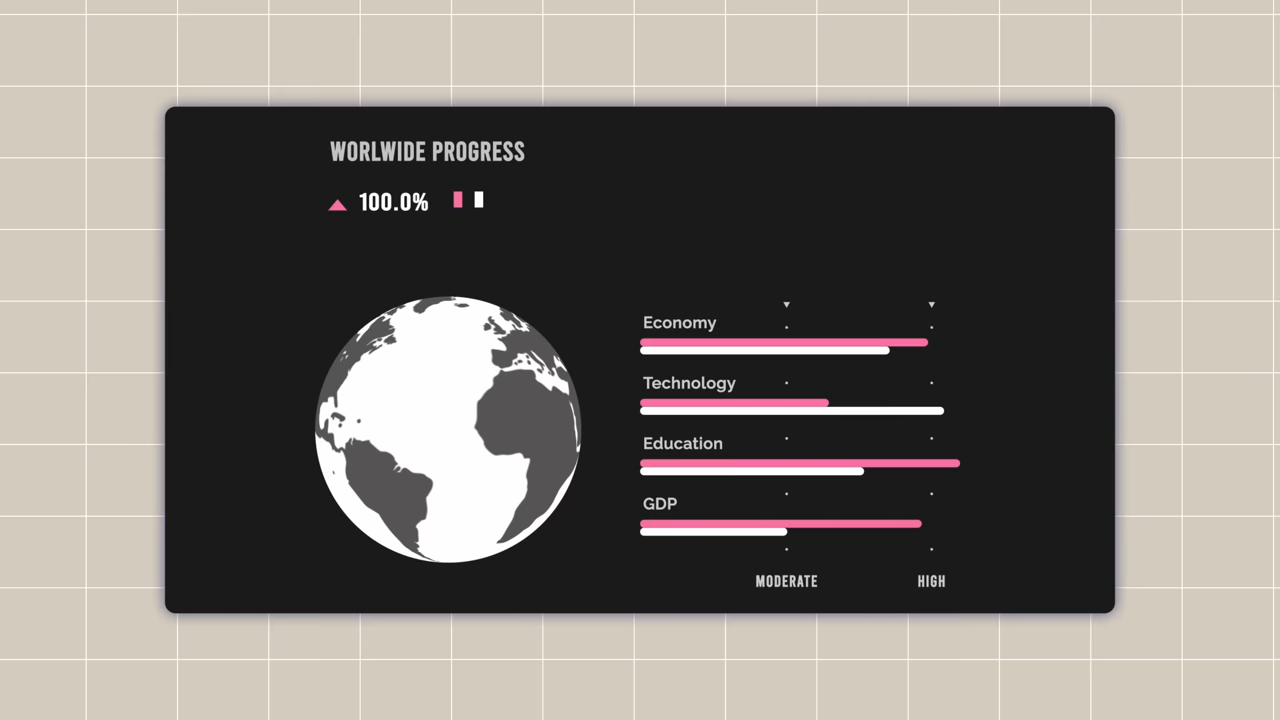 WORLWIDE PROGRESS
100.0%
Economy
Technology
Education
GDP
MODERATE HIGH